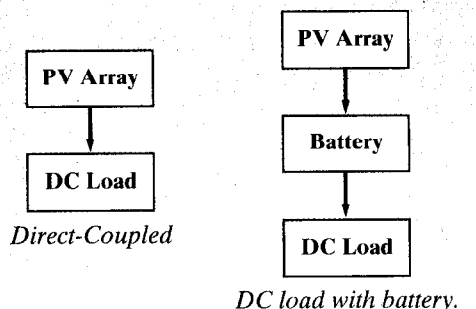 PV Array
DC Load
Direct-Coupled
PV Array
Battery
DC Load
DC load with battery.